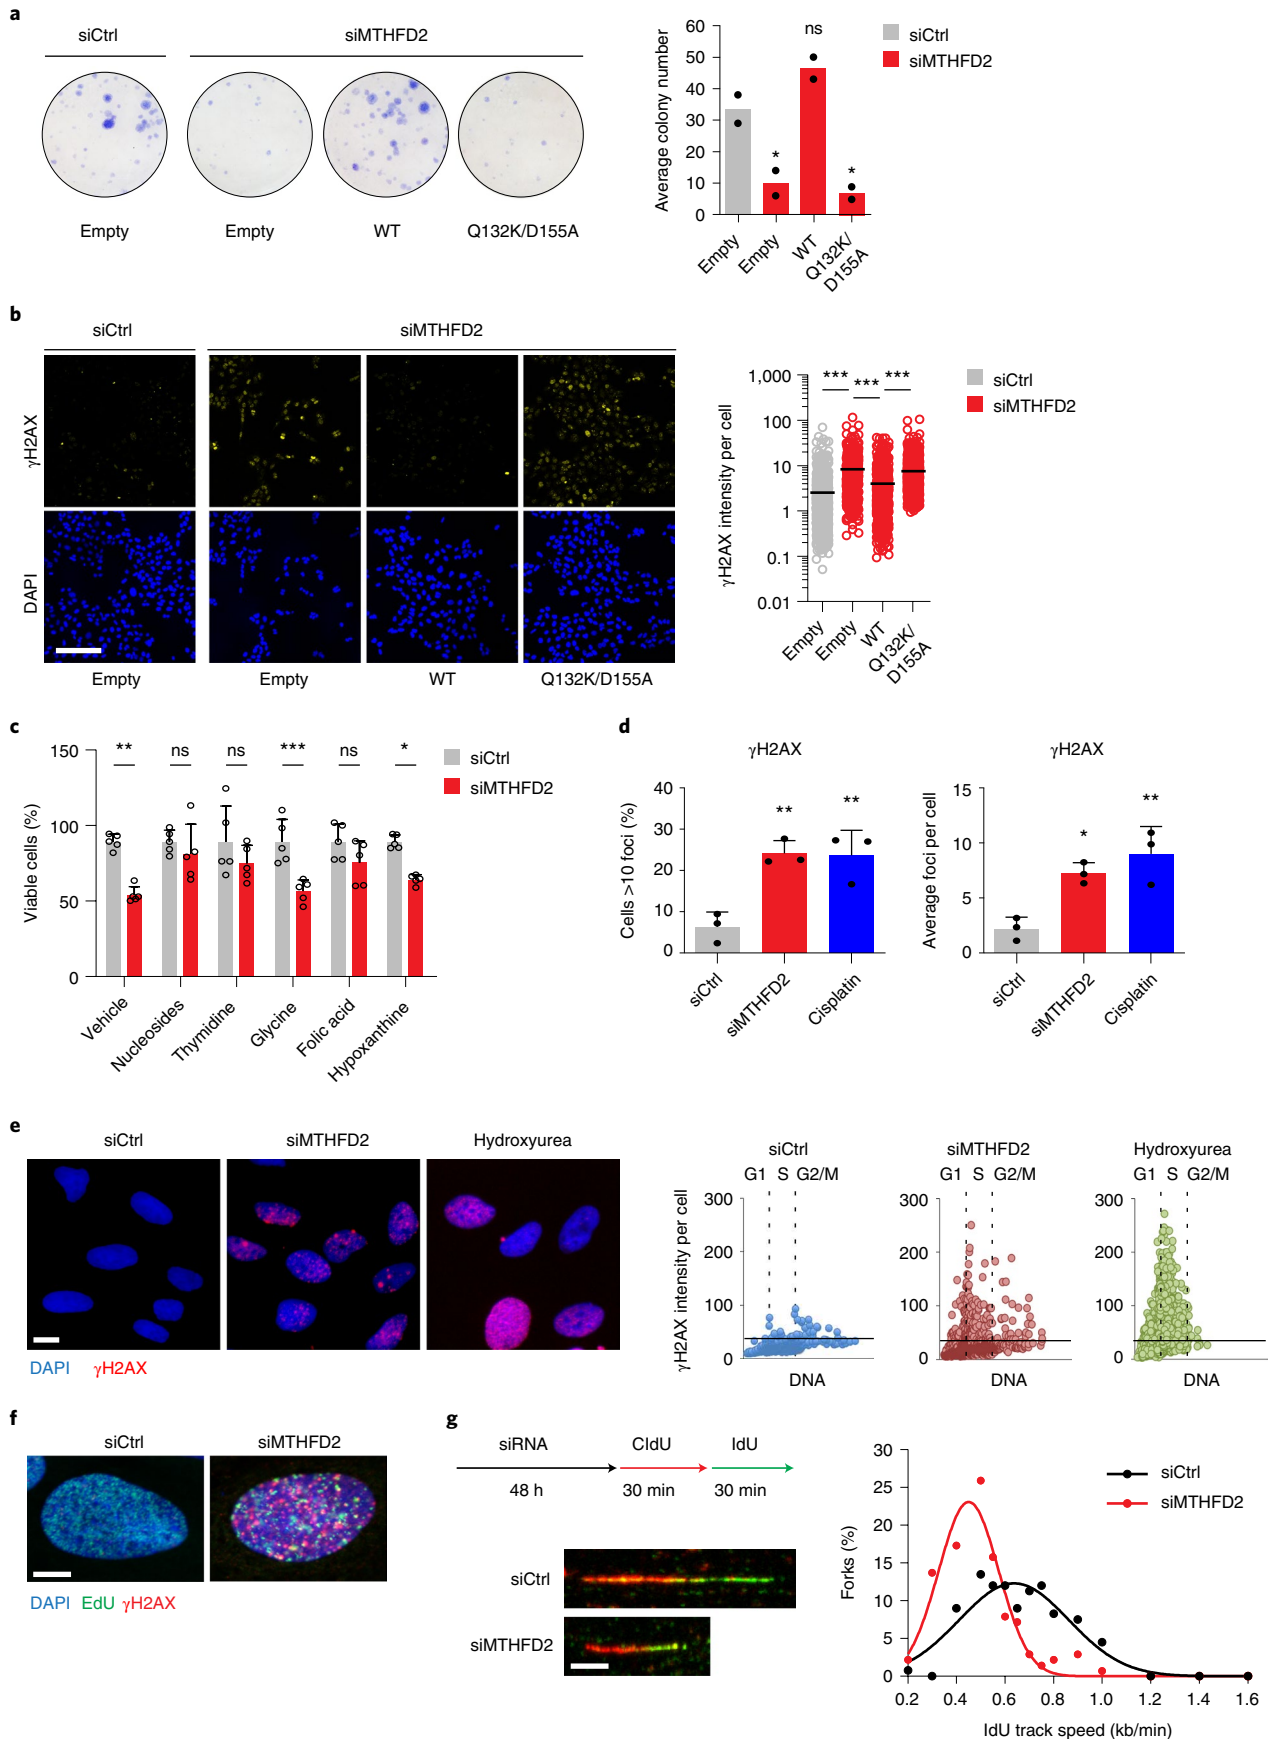 a
siCtrl
siMTHFD2
Empty
Empty
WT
Q132K/D155A
Average colony number
60
50
40
30
20
10
0
*
ns
*
Empty
Empty
WT
Q132K/
D155A
siCtrl
siMTHFD2
b
siCtrl
siMTHFD2
γH2AX
DAPI
Empty
Empty
WT
Q132K/D155A
γH2AX intensity per cell
1,000
100
10
1
0.1
0.01
***
***
***
Empty
Empty
WT
Q132K/
D155A
siCtrl
siMTHFD2
c
Viable cells (%)
150
100
50
0
**
ns
ns
***
ns
*
Vehicle
Nucleosides
Thymidine
Glycine
Folic acid
Hypoxanthine
siCtrl
siMTHFD2
d
γH2AX
Cells >10 foci (%)
40
30
20
10
0
**
**
siCtrl
siMTHFD2
Cisplatin
γH2AX
Average foci per cell
15
10
5
0
*
**
siCtrl
siMTHFD2
Cisplatin
e
siCtrl
siMTHFD2
Hydroxyurea
DAPI γH2AX
γH2AX intensity per cell
siCtrl
G1 S G2/M
300
200
100
0
DNA
siMTHFD2
G1 S G2/M
300
200
100
0
DNA
Hydroxyurea
G1 S G2/M
300
200
100
0
DNA
f
siCtrl
siMTHFD2
DAPI EdU γH2AX
g
siRNA
CldU
IdU
48 h
30 min
30 min
siCtrl
siMTHFD2
Forks (%)
30
25
20
15
10
5
0
0.2
0.4
0.6
0.8
1.0
1.2
1.4
1.6
IdU track speed (kb/min)
siCtrl
siMTHFD2